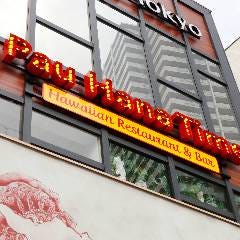 TOKYO
Pau Hana Time
Hawaiian Restaurant & Bar